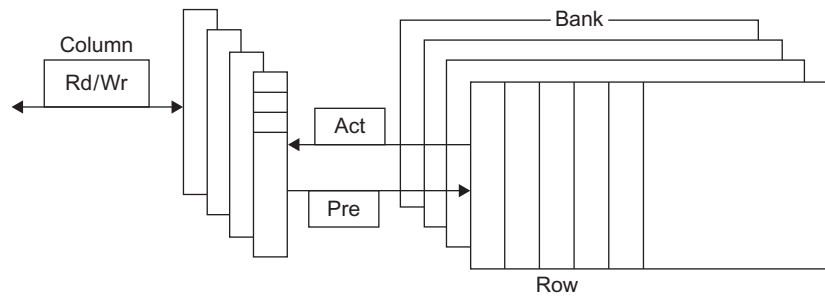 Column
Rd/Wr
Act
Pre
Bank
Row